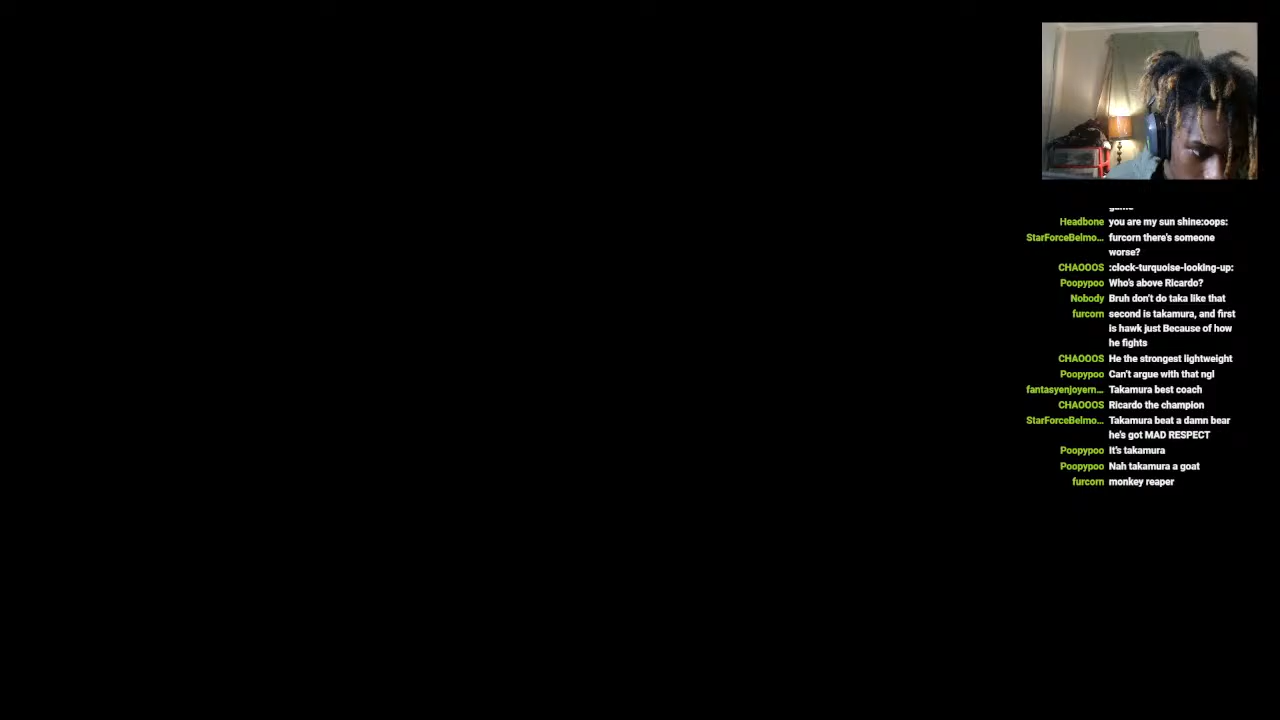 Headbone you are my sun shine:oops:
StarForceBelmo... furcorn there's someone
worse?
CHAOOOS :clock-turquoise-looking-up:
Poopypoo Who's above Ricardo?
Nobody Bruh don't do taka like that
furcorn second is takamura, and first
is hawk just Because of how
he fights
CHAOOOS He the strongest lightweight
Poopypoo Can't argue with that ngl
fantasyenjoyern... Takamura best coach
CHAOOOS Ricardo the champion
StarForceBelmo... Takamura beat a damn bear
he's got MAD RESPECT
Poopypoo It's takamura
Poopypoo Nah takamura a goat
furcorn monkey reaper